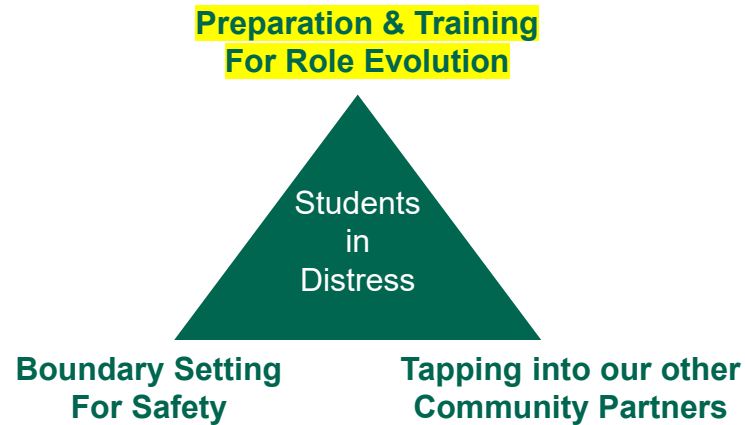 Preparation & Training
For Role Evolution
Students
in
Distress
Boundary Setting
For Safety
Tapping into our other
Community Partners